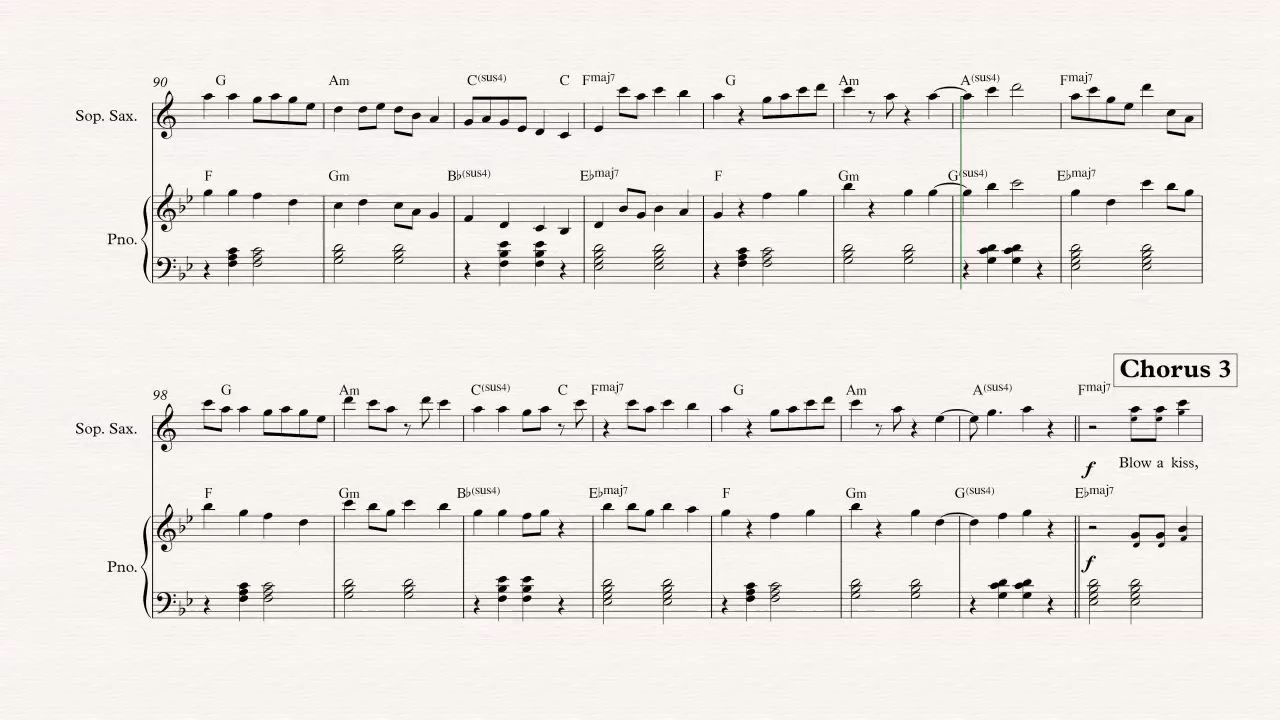 90 G Am C(sus4) C Fmaj7 G Am A(sus4) Fmaj7
Sop. Sax.
F Gm B♭(sus4) E♭maj7 F Gm G(sus4) E♭maj7
Pno.
Chorus 3
98 G Am C(sus4) C Fmaj7 G Am A(sus4) Fmaj7
Sop. Sax.
f Blow a kiss,
F Gm B♭(sus4) E♭maj7 F Gm G(sus4) E♭maj7
Pno.
f